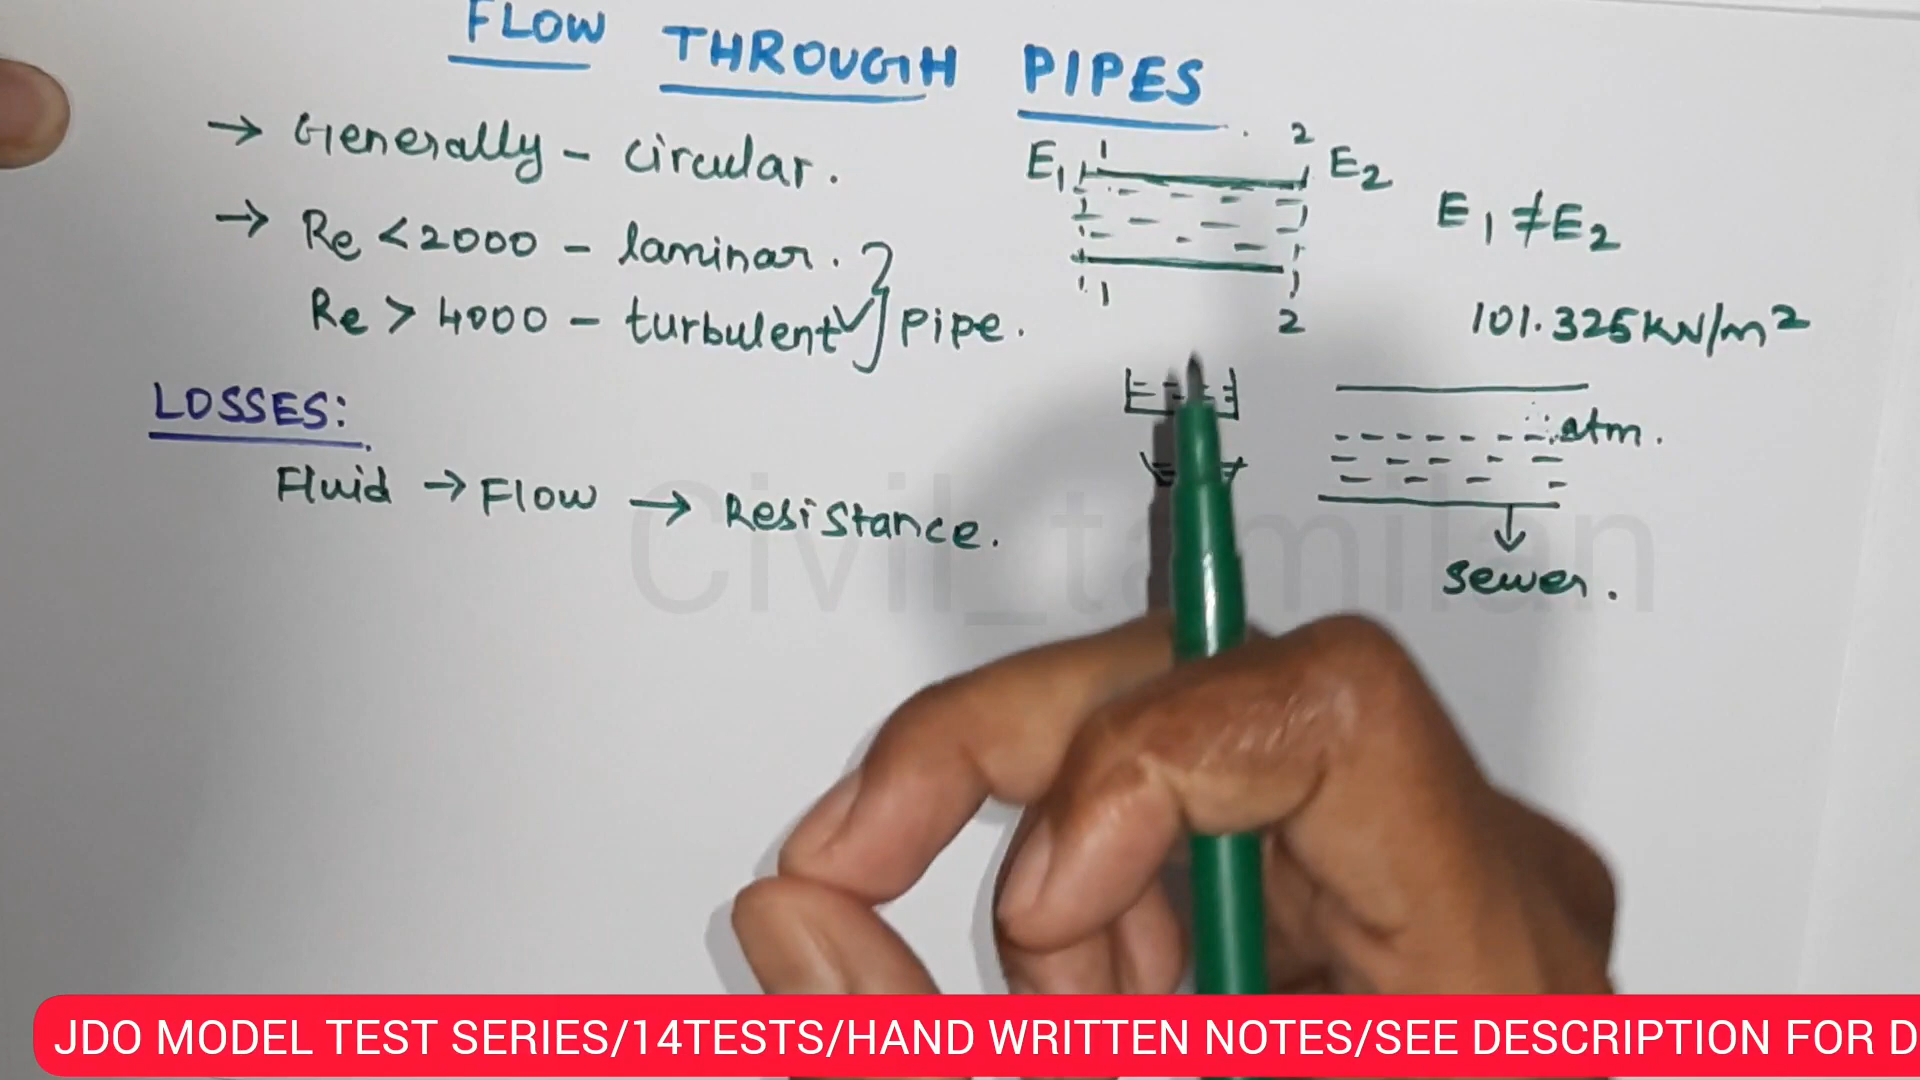 FLOW THROUGH PIPES
→ Generally - circular.
→ Re < 2000 - laminar.
Re > 4000 - turbulent ✓ } pipe.
LOSSES:
Fluid → Flow → Resistance.
1 2
E1 E2
1 2
E1 ≠ E2
101.325 kN/m2
atm.
sewer.
Civil_tamilan
JDO MODEL TEST SERIES/14TESTS/HAND WRITTEN NOTES/SEE DESCRIPTION FOR D